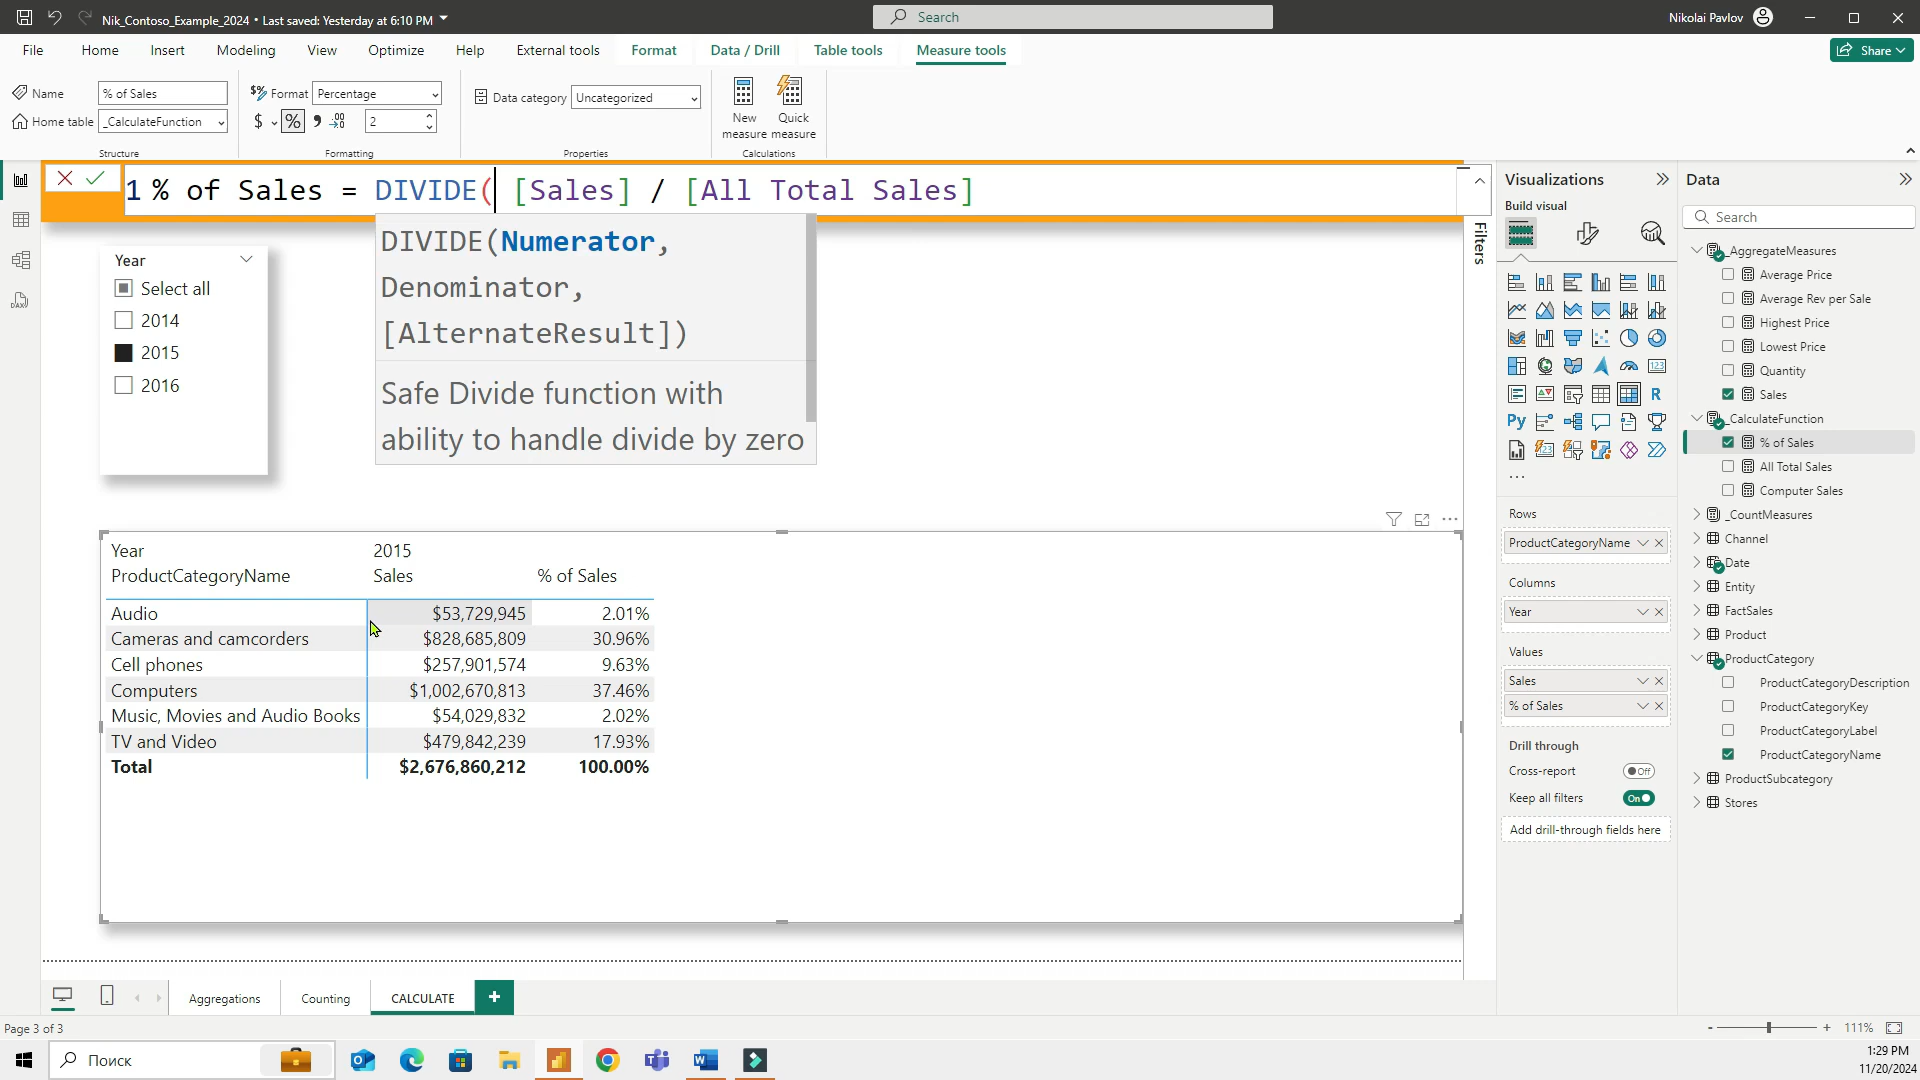 Nik_Contoso_Example_2024 • Last saved: Yesterday at 6:10 PM
Search
Nikolai Pavlov
File
Home
Insert
Modeling
View
Optimize
Help
External tools
Format
Data / Drill
Table tools
Measure tools
Share
Name
% of Sales
Home table
_CalculateFunction
Structure
Format
Percentage
$
%
2
Formatting
Data category
Uncategorized
Properties
New measure
Quick measure
Calculations
1 % of Sales = DIVIDE( [Sales] / [All Total Sales]
DIVIDE(Numerator,
Denominator,
[AlternateResult])
Safe Divide function with
ability to handle divide by zero
Year
Select all
2014
2015
2016
Year 2015
ProductCategoryName Sales % of Sales
Audio $53,729,945 2.01%
Cameras and camcorders $828,685,809 30.96%
Cell phones $257,901,574 9.63%
Computers $1,002,670,813 37.46%
Music, Movies and Audio Books $54,029,832 2.02%
TV and Video $479,842,239 17.93%
Total $2,676,860,212 100.00%
Filters
Visualizations
Build visual
R
Py
123
Rows
ProductCategoryName
Columns
Year
Values
Sales
% of Sales
Drill through
Cross-report
Off
Keep all filters
On
Add drill-through fields here
Data
Search
_AggregateMeasures
Average Price
Average Rev per Sale
Highest Price
Lowest Price
Quantity
Sales
_CalculateFunction
% of Sales
All Total Sales
Computer Sales
_CountMeasures
Channel
Date
Entity
FactSales
Product
ProductCategory
ProductCategoryDescription
ProductCategoryKey
ProductCategoryLabel
ProductCategoryName
ProductSubcategory
Stores
Aggregations
Counting
CALCULATE
+
Page 3 of 3
- + 111%
Поиск
1:29 PM
11/20/2024